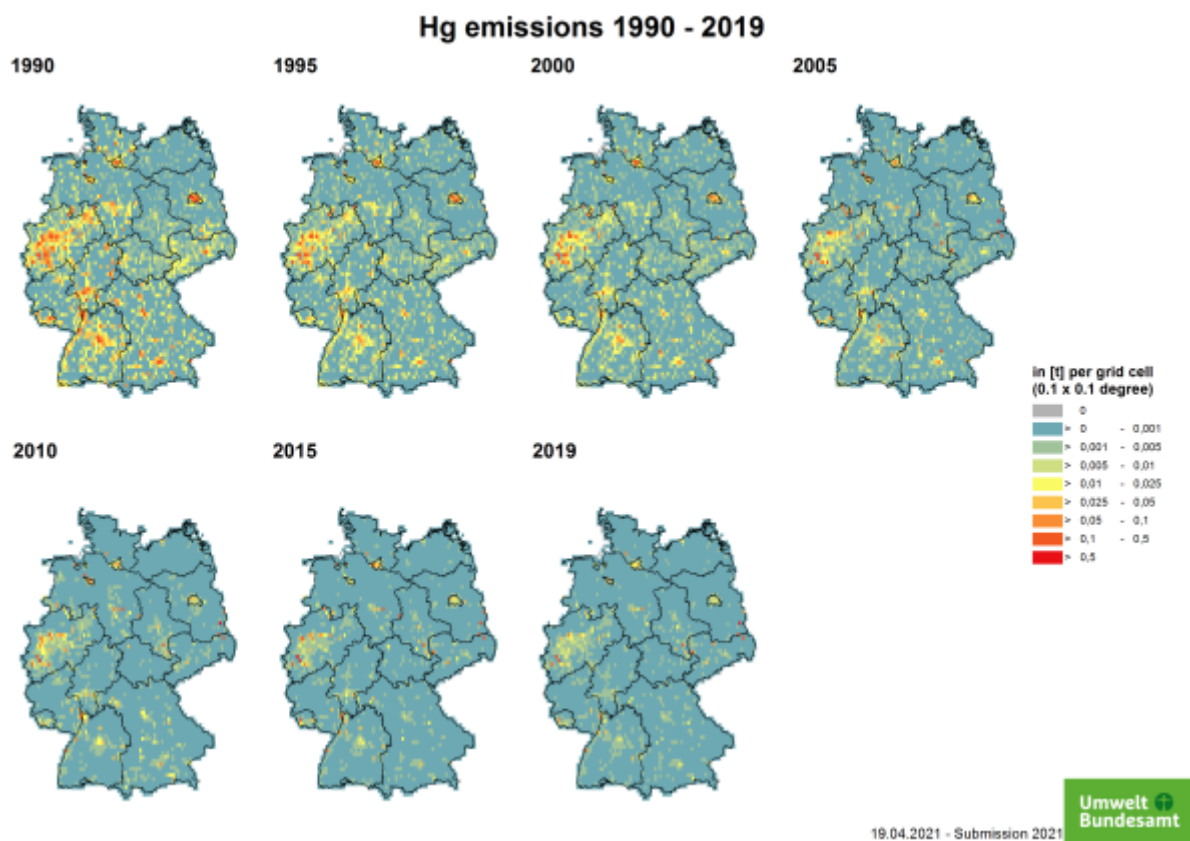 Hg emissions 1990 - 2019
1990
1995
2000
2005
in [t] per grid cell
(0.1 x 0.1 degree)
0
> 0 - 0,001
> 0,001 - 0,005
> 0,005 - 0,01
> 0,01 - 0,025
> 0,025 - 0,05
> 0,05 - 0,1
> 0,1 - 0,5
> 0,5
2010
2015
2019
Umwelt
Bundesamt
19.04.2021 - Submission 2021